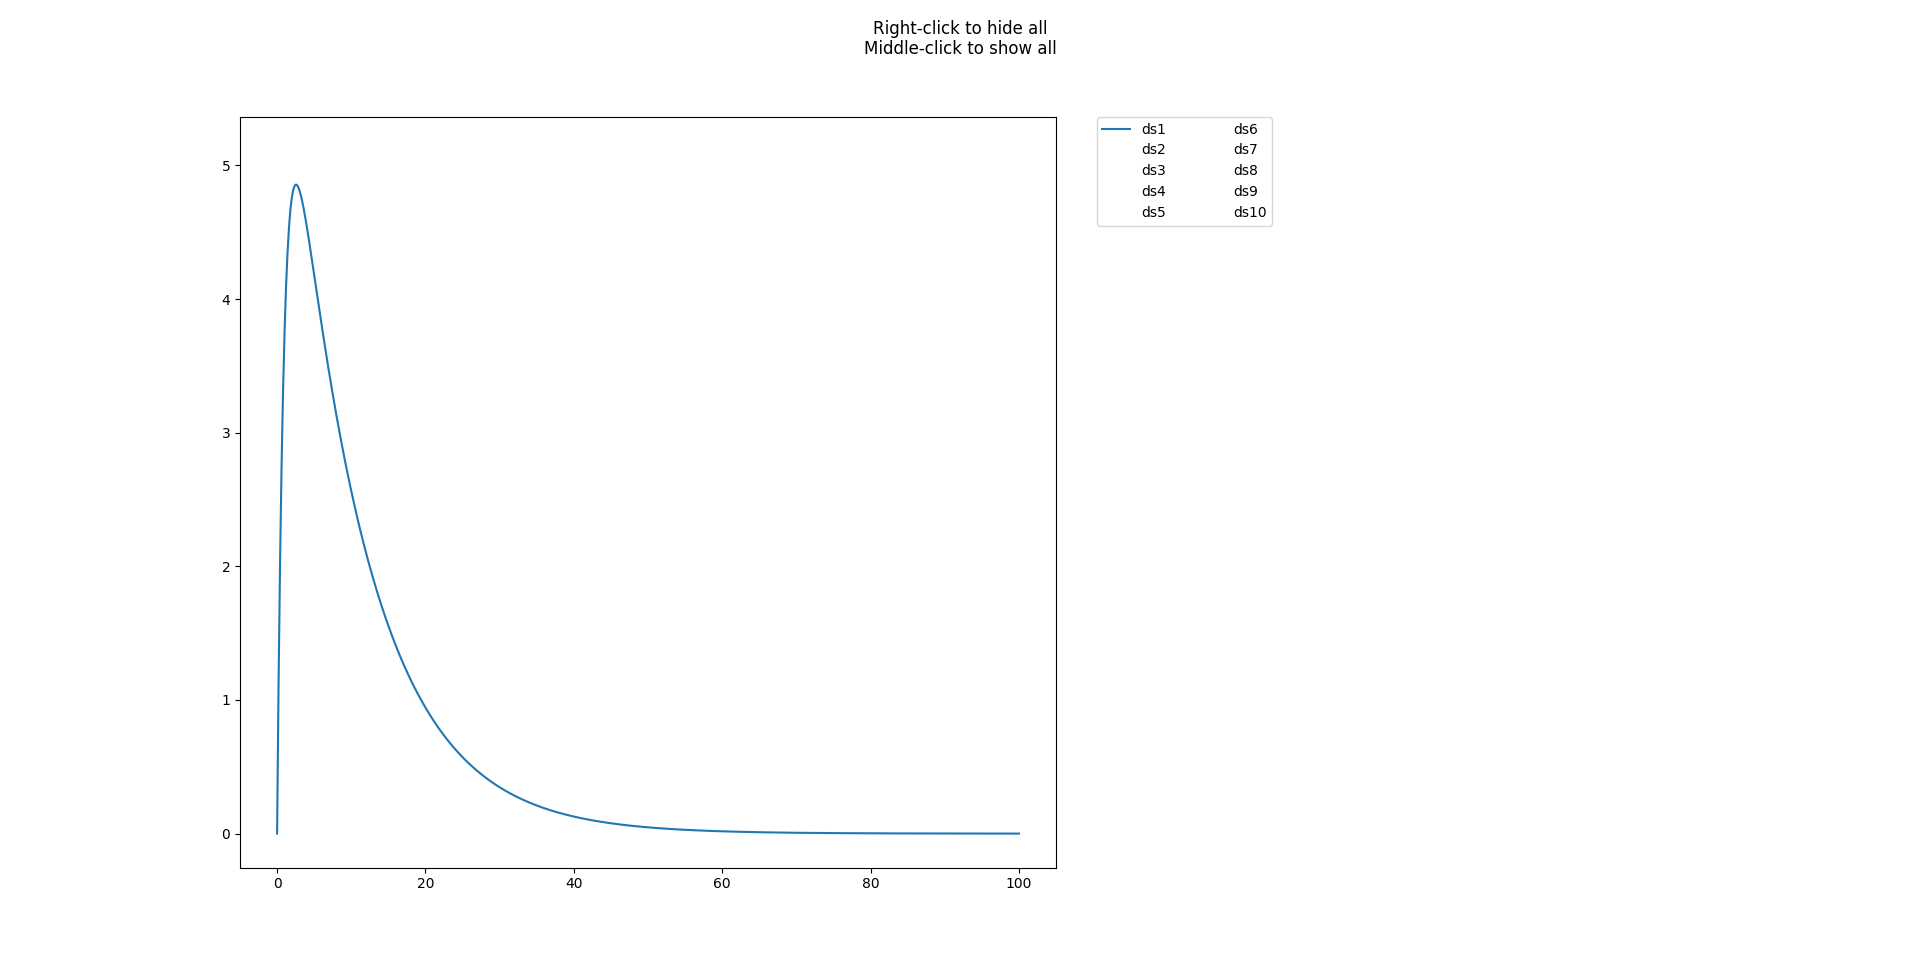 Right-click to hide all
Middle-click to show all
5
4
3
2
1
0
0 20 40 60 80 100
ds1 ds6
ds2 ds7
ds3 ds8
ds4 ds9
ds5 ds10